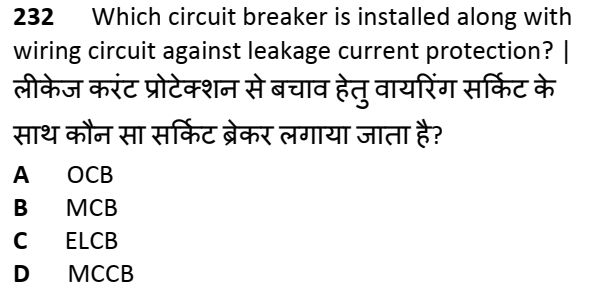 232 Which circuit breaker is installed along with
wiring circuit against leakage current protection? |
लीकेज करंट प्रोटेक्शन से बचाव हेतु वायरिंग सर्किट के
साथ कौन सा सर्किट ब्रेकर लगाया जाता है?
A OCB
B MCB
C ELCB
D MCCB